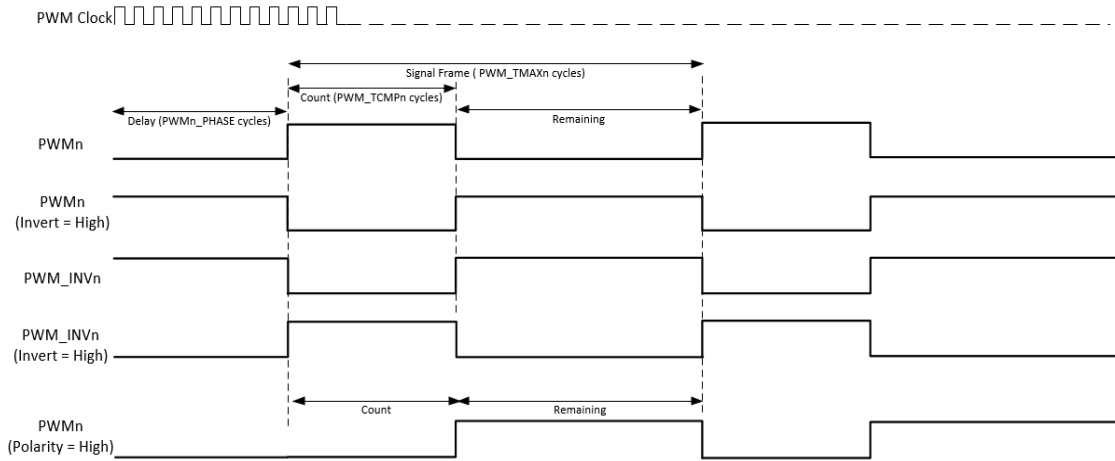 PWM Clock
Signal Frame ( PWM_TMAXn cycles)
Count (PWM_TCMPn cycles)
Delay (PWMn_PHASE cycles)
Remaining
PWMn
PWMn
(Invert = High)
PWM_INVn
PWM_INVn
(Invert = High)
Count
Remaining
PWMn
(Polarity = High)